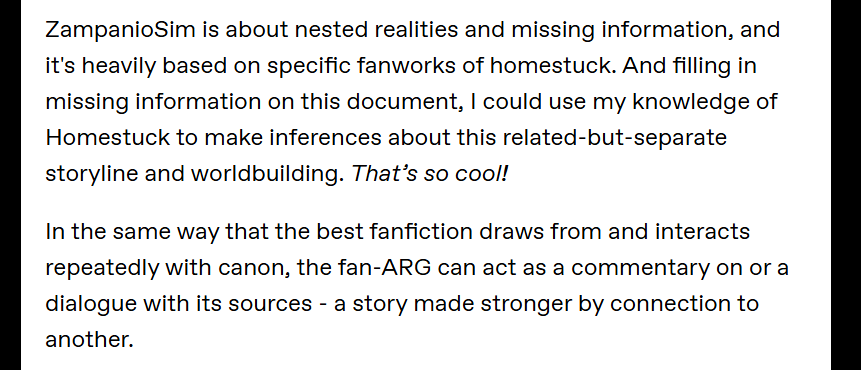 ZampanioSim is about nested realities and missing information, and
it's heavily based on specific fanworks of homestuck. And filling in
missing information on this document, I could use my knowledge of
Homestuck to make inferences about this related-but-separate
storyline and worldbuilding. That’s so cool!
In the same way that the best fanfiction draws from and interacts
repeatedly with canon, the fan-ARG can act as a commentary on or a
dialogue with its sources - a story made stronger by connection to
another.